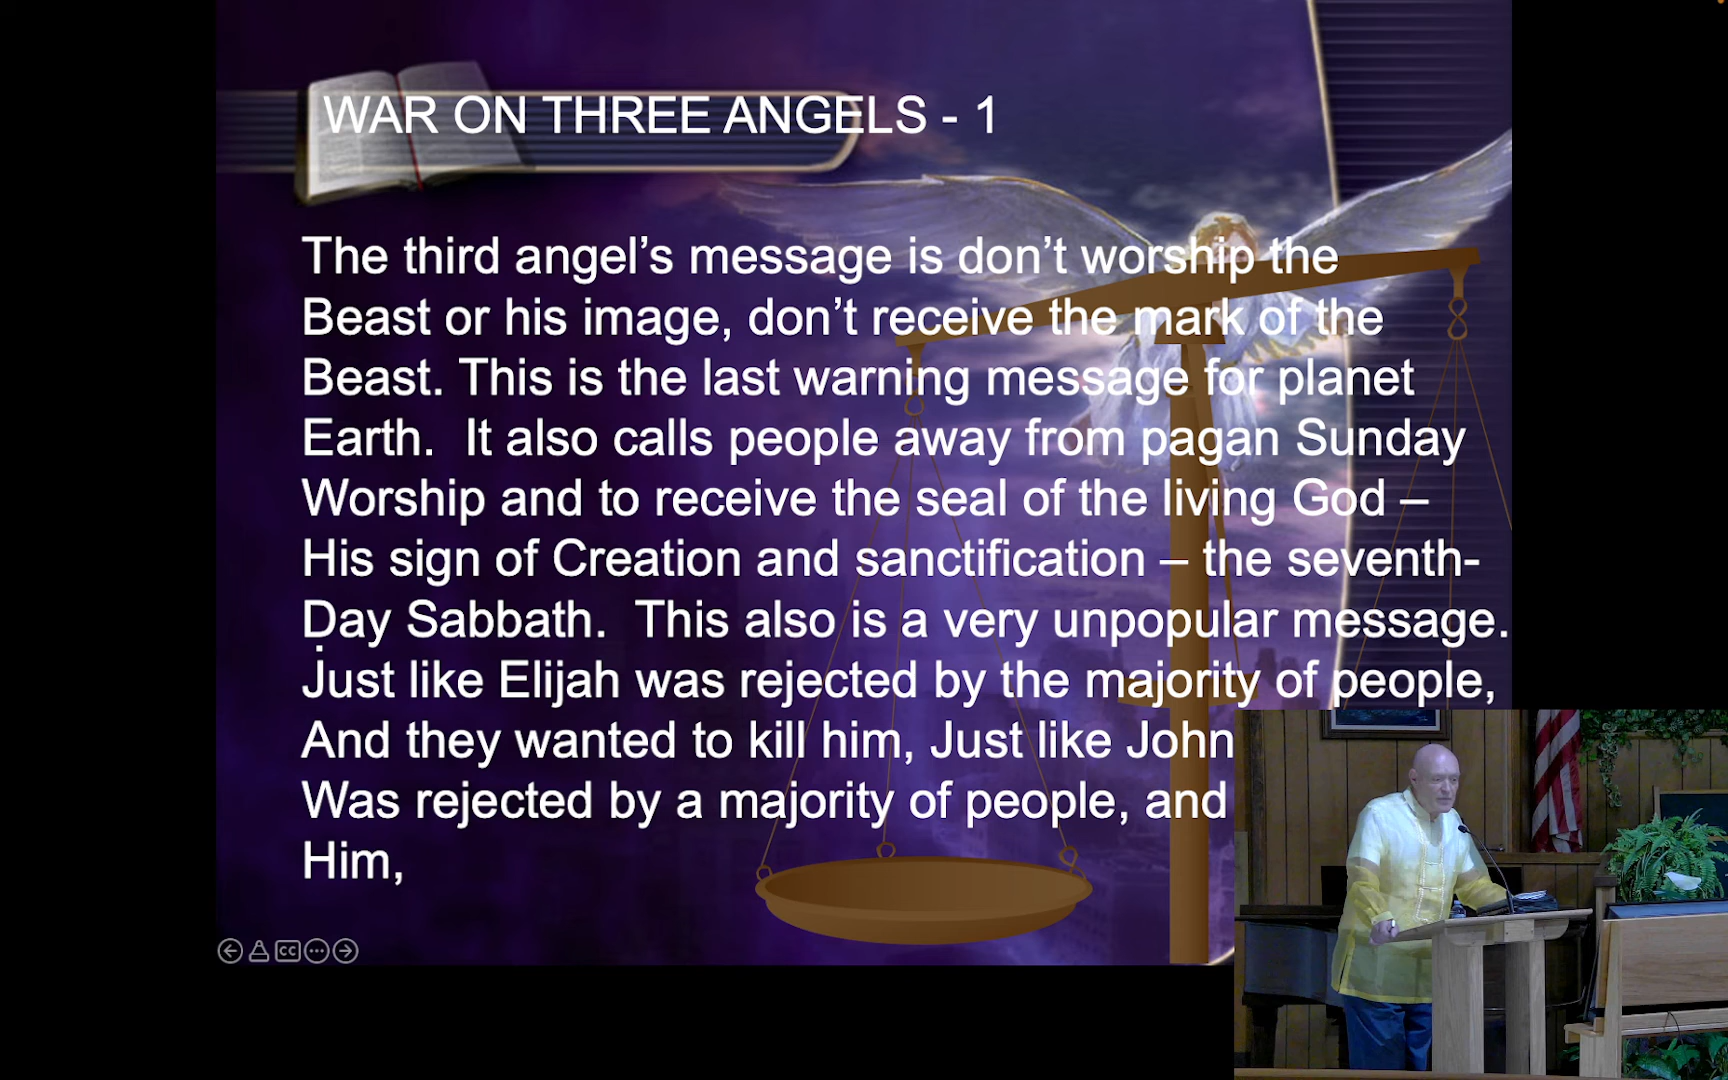 WAR ON THREE ANGELS - 1
The third angel’s message is don’t worship the
Beast or his image, don’t receive the mark of the
Beast. This is the last warning message for planet
Earth.  It also calls people away from pagan Sunday
Worship and to receive the seal of the living God –
His sign of Creation and sanctification – the seventh-
Day Sabbath.  This also is a very unpopular message.
Just like Elijah was rejected by the majority of people,
And they wanted to kill him, Just like John
Was rejected by a majority of people, and
Him,
CC